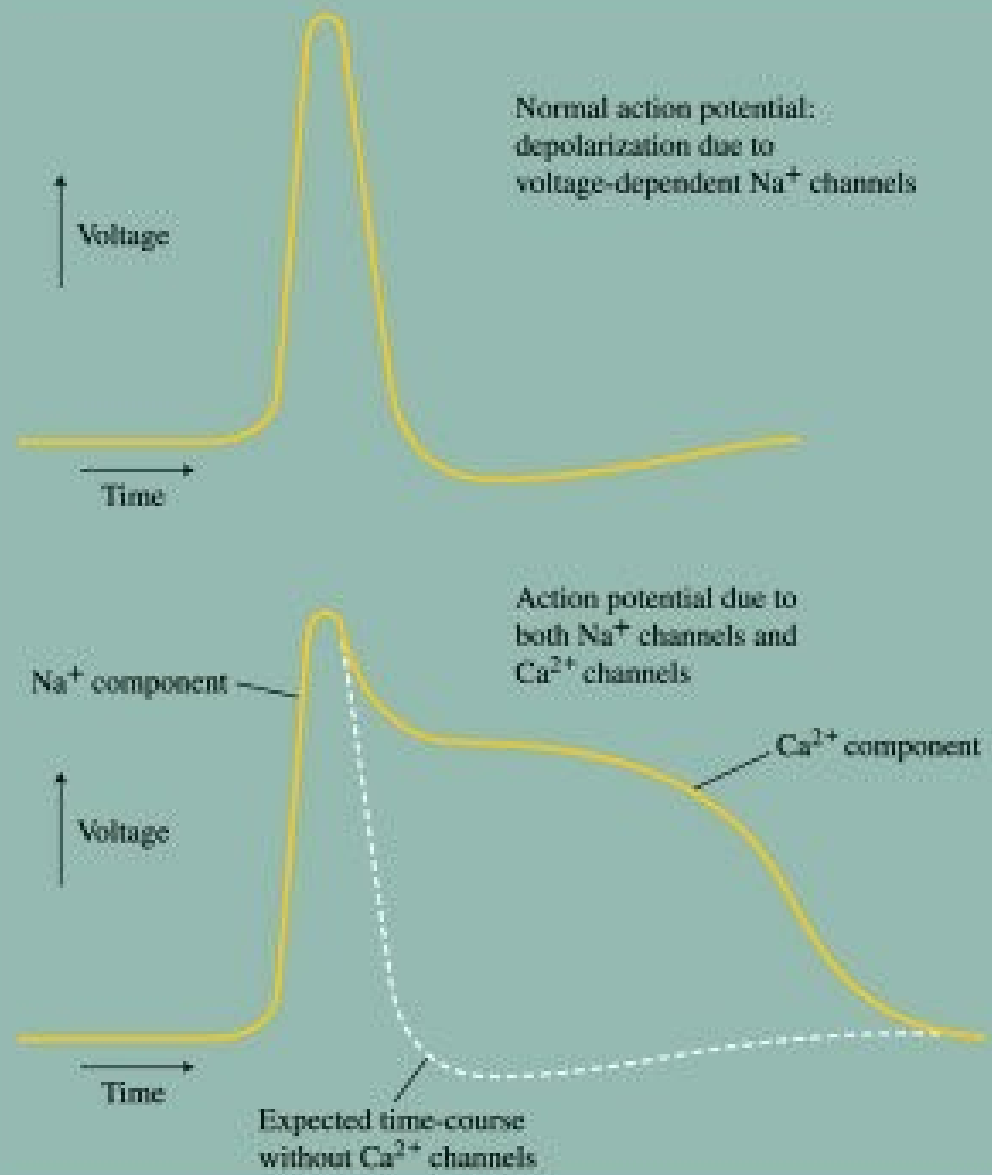 Normal action potential:
depolarization due to
voltage-dependent Na⁺ channels
Voltage
Time
Action potential due to
both Na⁺ channels and
Ca²⁺ channels
Na⁺ component
Ca²⁺ component
Voltage
Time
Expected time-course
without Ca²⁺ channels